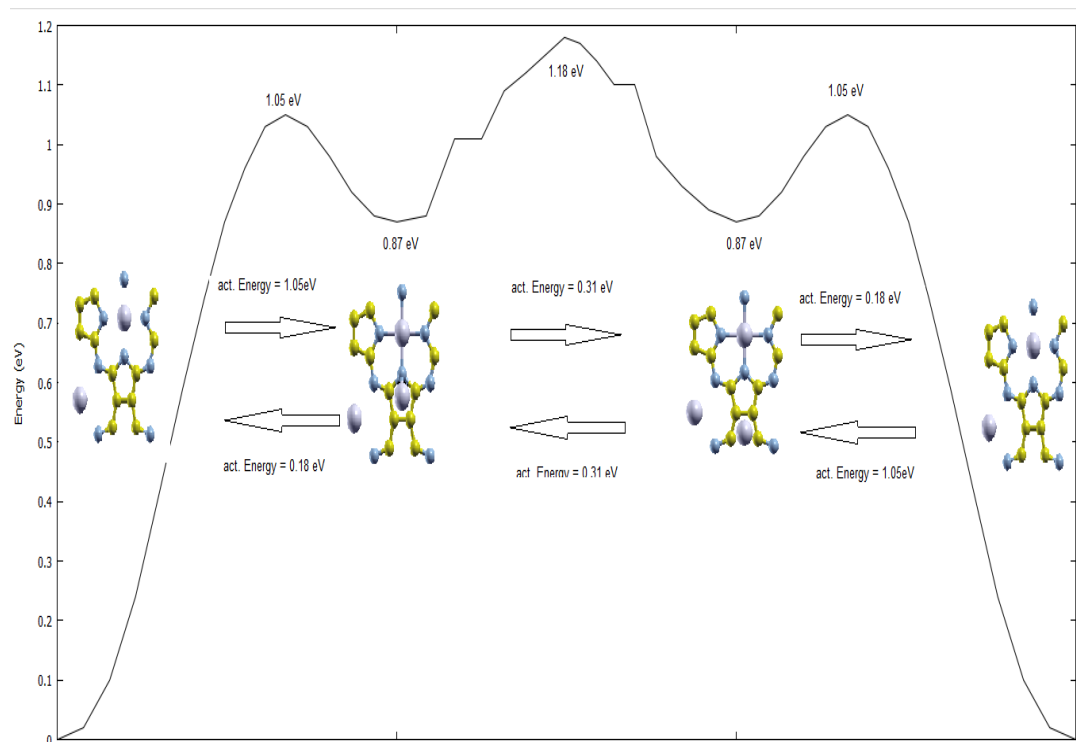 1.2
1.1
1
0.9
0.8
0.7
0.6
0.5
0.4
0.3
0.2
0.1
0
Energy (eV)
1.05 eV
1.18 eV
1.05 eV
0.87 eV
0.87 eV
act. Energy = 1.05eV
act. Energy = 0.31 eV
act. Energy = 0.18 eV
act. Energy = 0.18 eV
act. Energy = 0.31 eV
act. Energy = 1.05eV